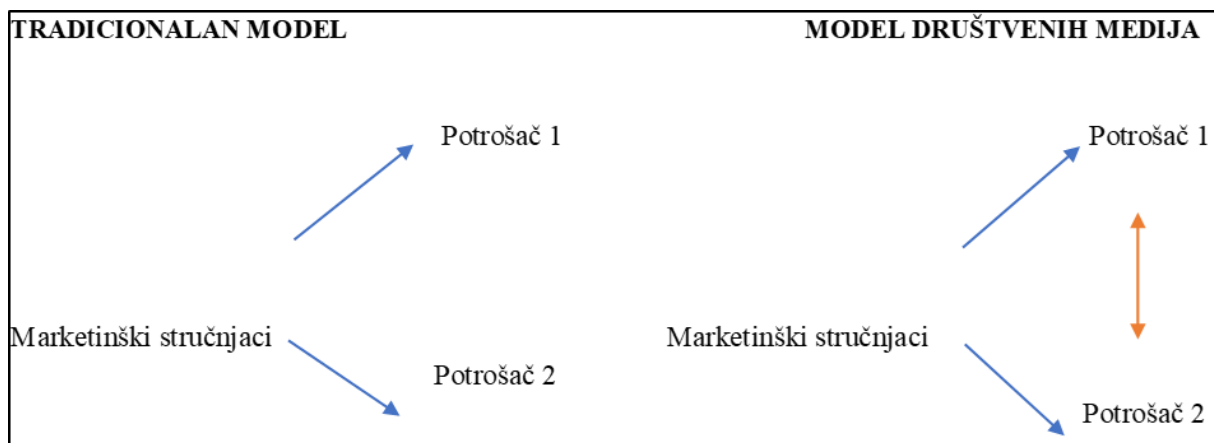 TRADICIONALAN MODEL
MODEL DRUŠTVENIH MEDIJA
Potrošač 1
Potrošač 1
Marketinški stručnjaci
Marketinški stručnjaci
Potrošač 2
Potrošač 2